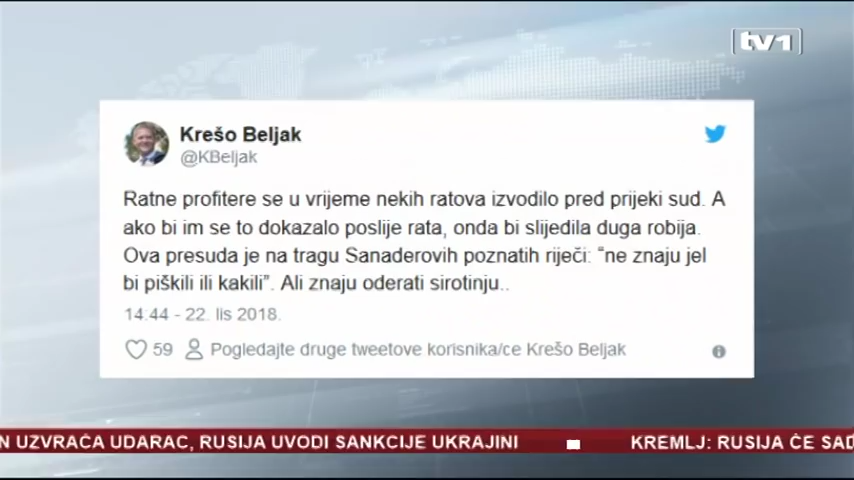 tv1
Krešo Beljak
@KBeljak
Ratne profitere se u vrijeme nekih ratova izvodilo pred prijeki sud. A
ako bi im se to dokazalo poslije rata, onda bi slijedila duga robija.
Ova presuda je na tragu Sanaderovih poznatih riječi: “ne znaju jel
bi piškili ili kakili”. Ali znaju oderati sirotinju..
14:44 - 22. lis 2018.
59 Pogledajte druge tweetove korisnika/ce Krešo Beljak
N UZVRAĆA UDARAC, RUSIJA UVODI SANKCIJE UKRAJINI
KREMLJ: RUSIJA ĆE SAD